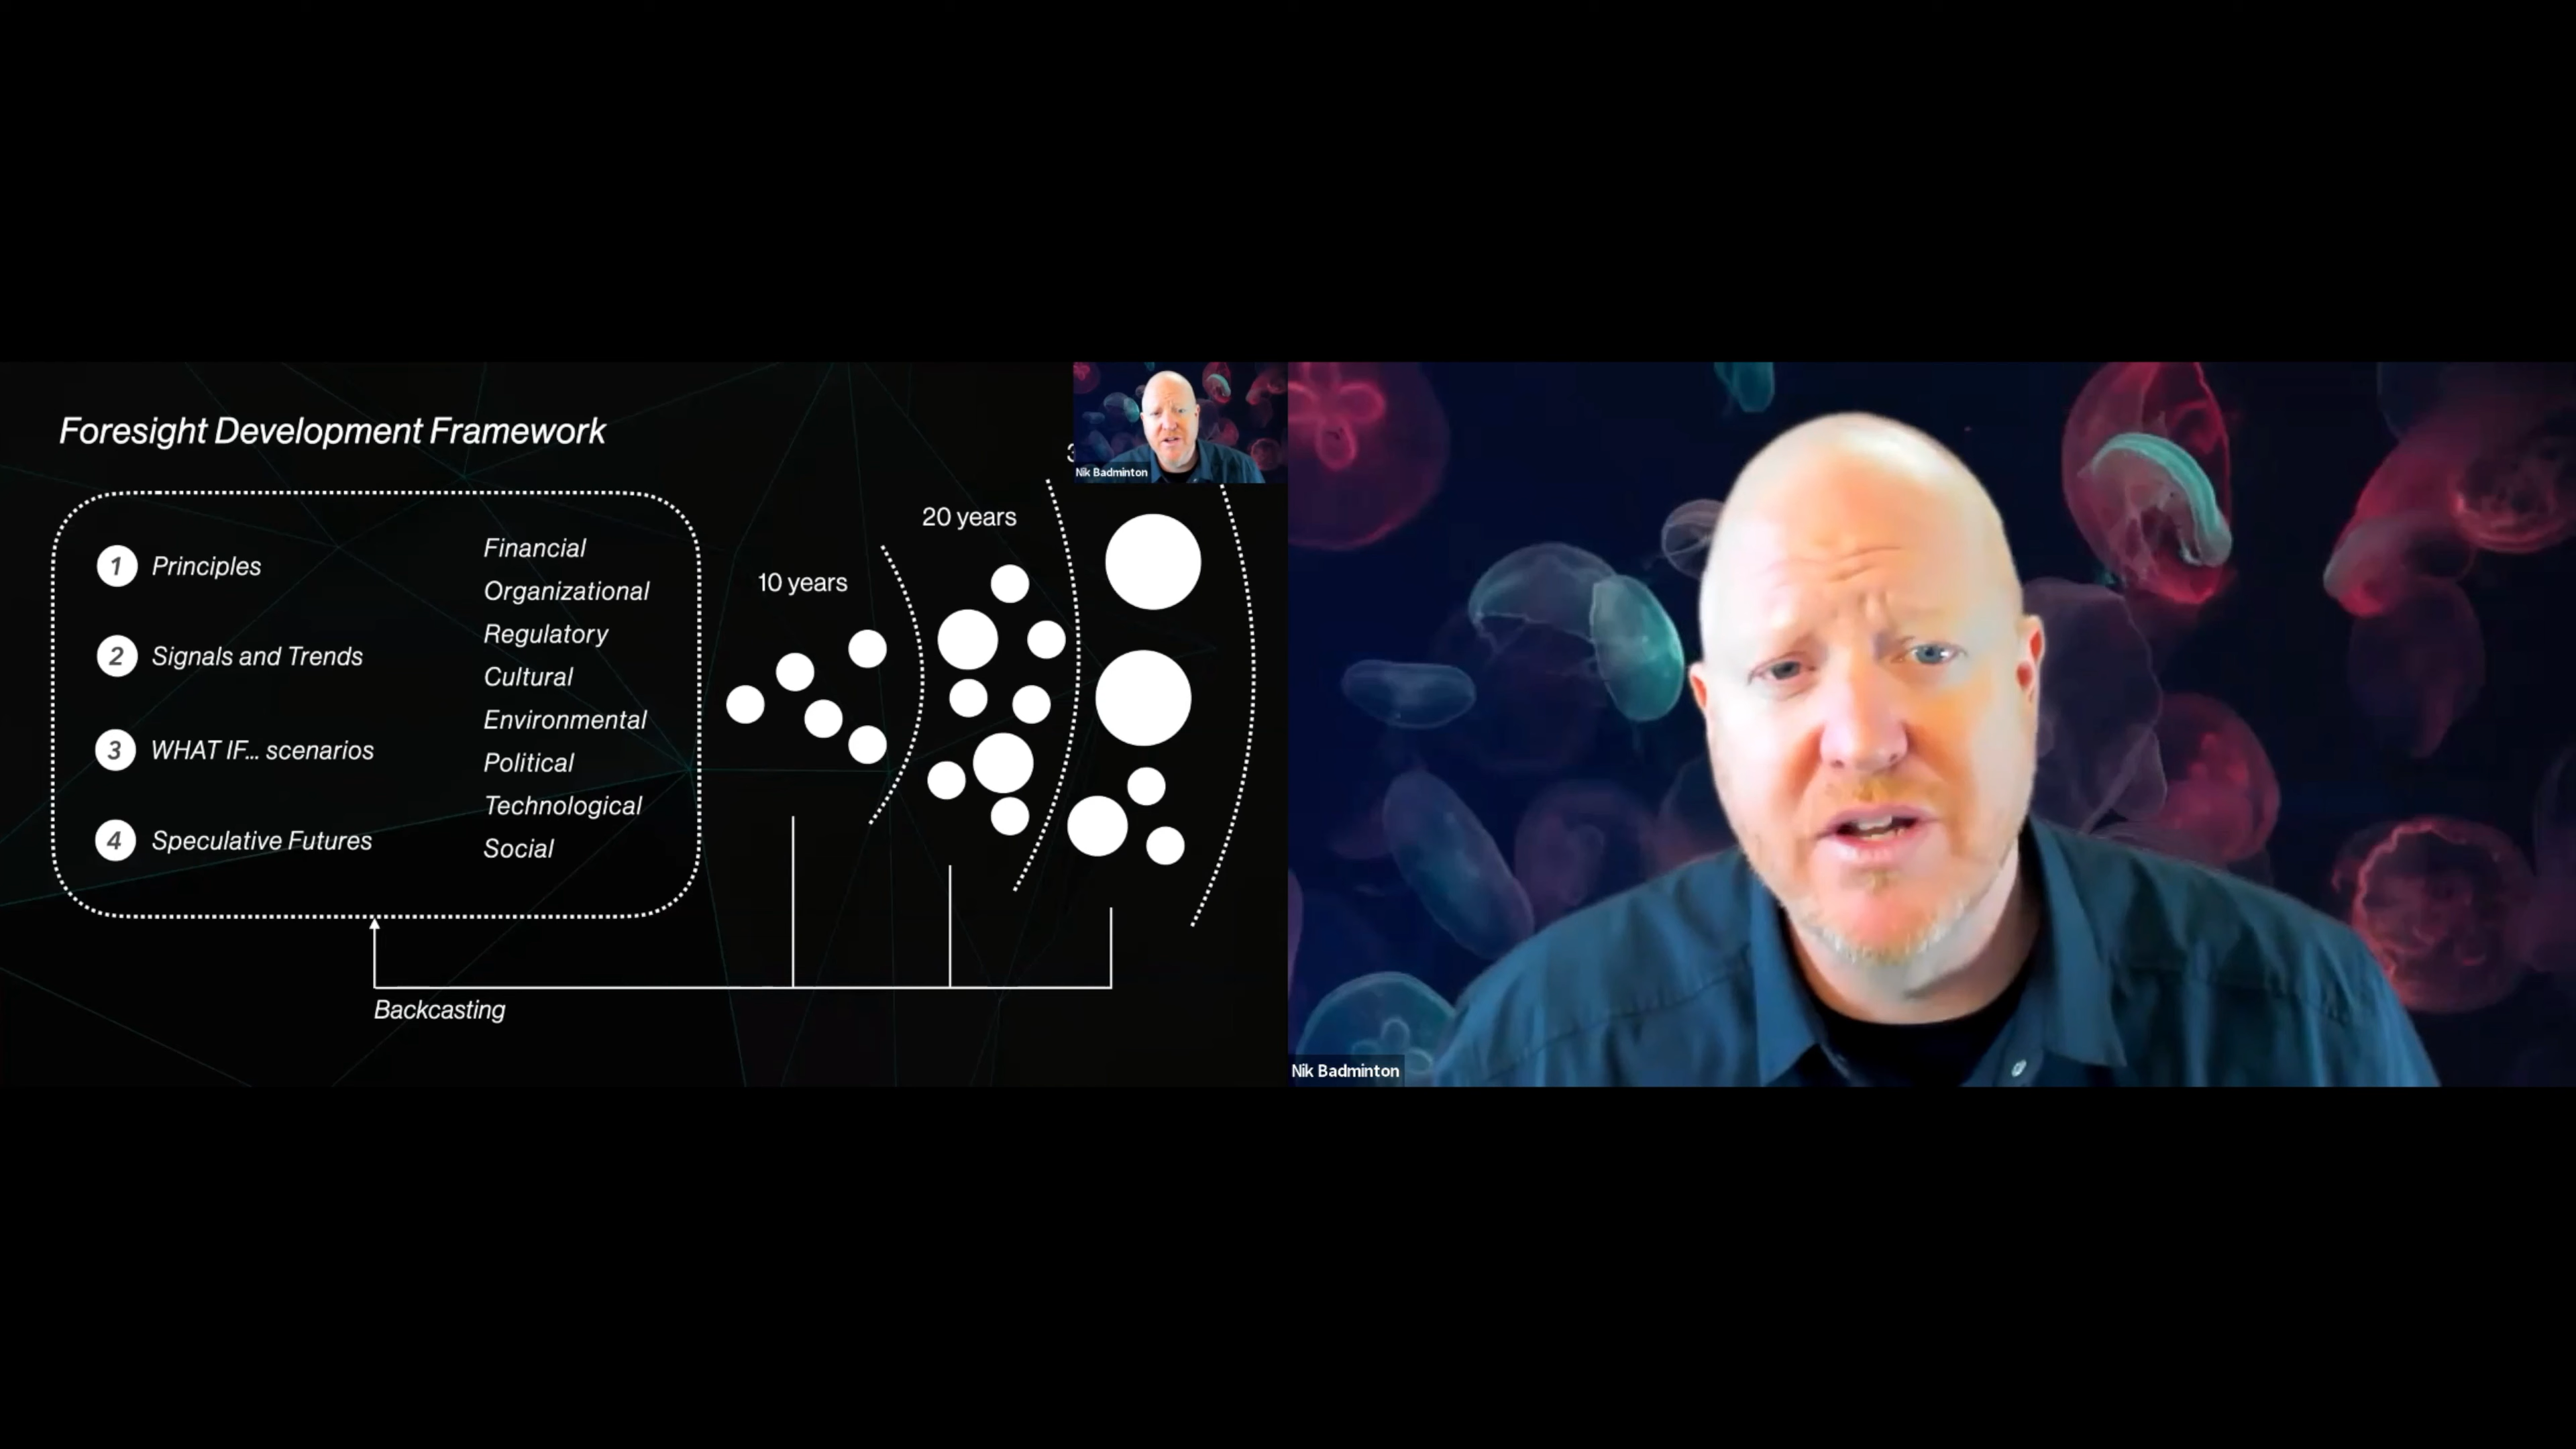 Foresight Development Framework
1 Principles
2 Signals and Trends
3 WHAT IF... scenarios
4 Speculative Futures
Financial
Organizational
Regulatory
Cultural
Environmental
Political
Technological
Social
10 years
20 years
Backcasting
Nik Badminton
Nik Badminton